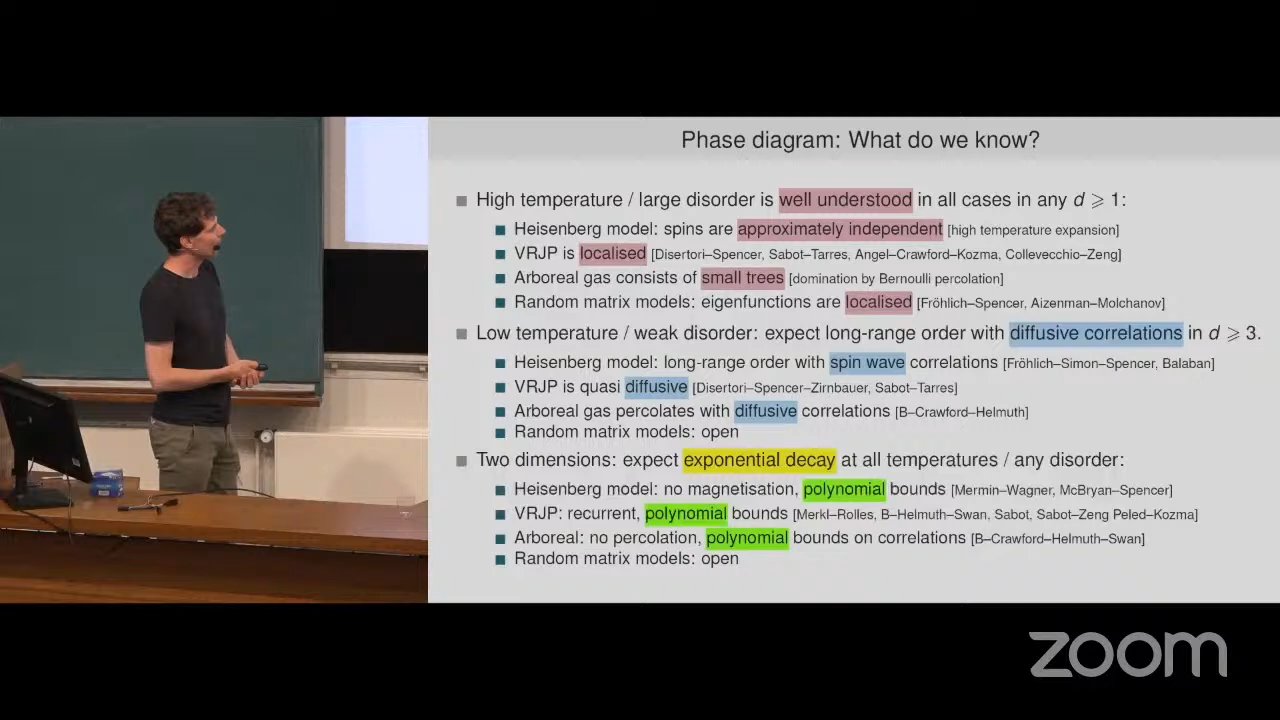 Phase diagram: What do we know?
High temperature / large disorder is well understood in all cases in any d ⩾ 1:
Heisenberg model: spins are approximately independent [high temperature expansion]
VRJP is localised [Disertori–Spencer, Sabot–Tarres, Angel–Crawford–Kozma, Collevecchio–Zeng]
Arboreal gas consists of small trees [domination by Bernoulli percolation]
Random matrix models: eigenfunctions are localised [Fröhlich–Spencer, Aizenman–Molchanov]
Low temperature / weak disorder: expect long-range order with diffusive correlations in d ⩾ 3.
Heisenberg model: long-range order with spin wave correlations [Fröhlich–Simon–Spencer, Balaban]
VRJP is quasi diffusive [Disertori–Spencer–Zirnbauer, Sabot–Tarres]
Arboreal gas percolates with diffusive correlations [B–Crawford–Helmuth]
Random matrix models: open
Two dimensions: expect exponential decay at all temperatures / any disorder:
Heisenberg model: no magnetisation, polynomial bounds [Mermin–Wagner, McBryan–Spencer]
VRJP: recurrent, polynomial bounds [Merkl–Rolles, B–Helmuth–Swan, Sabot, Sabot–Zeng Peled–Kozma]
Arboreal: no percolation, polynomial bounds on correlations [B–Crawford–Helmuth–Swan]
Random matrix models: open
zoom